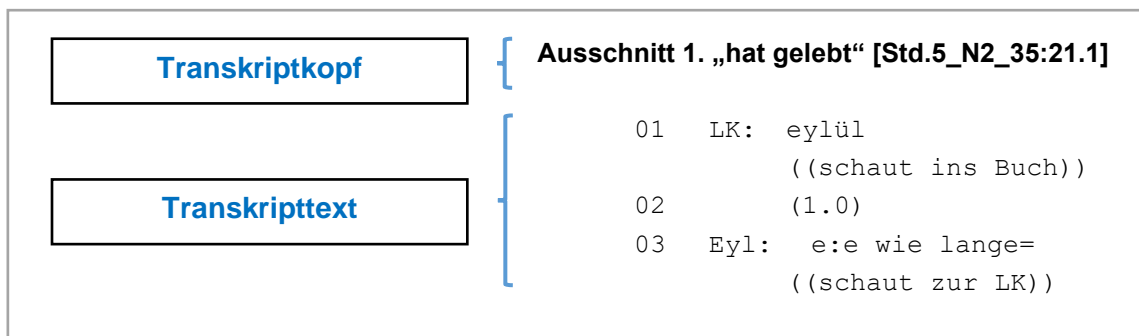 Transkriptkopf
Ausschnitt 1. „hat gelebt“ [Std.5_N2_35:21.1]
Transkripttext
01 LK: eylül
((schaut ins Buch))
02 (1.0)
03 Eyl: e:e wie lange=
((schaut zur LK))